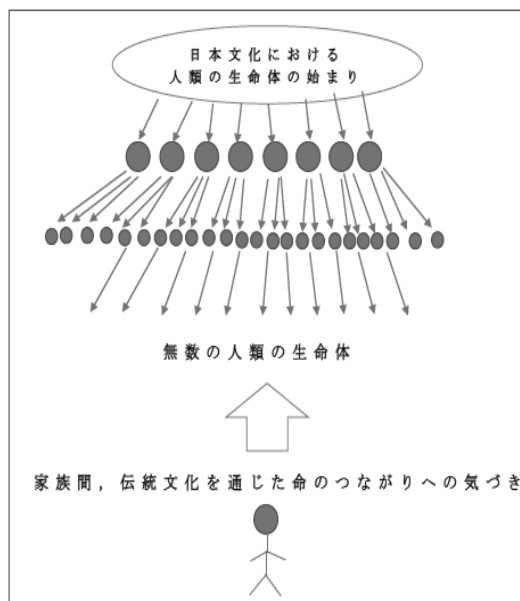 日本文化における
人類の生命体の始まり
無数の人類の生命体
家族間，伝統文化を通じた命のつながりへの気づき